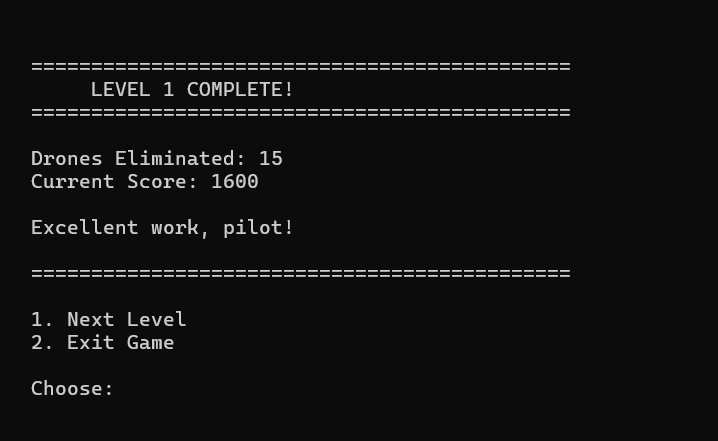 =============================================
LEVEL 1 COMPLETE!
=============================================
Drones Eliminated: 15
Current Score: 1600
Excellent work, pilot!
=============================================
1. Next Level
2. Exit Game
Choose: